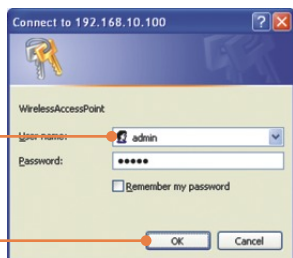 Connect to 192.168.10.100
WirelessAccessPoint
User name:
admin
Password:
•••••
Remember my password
OK
Cancel